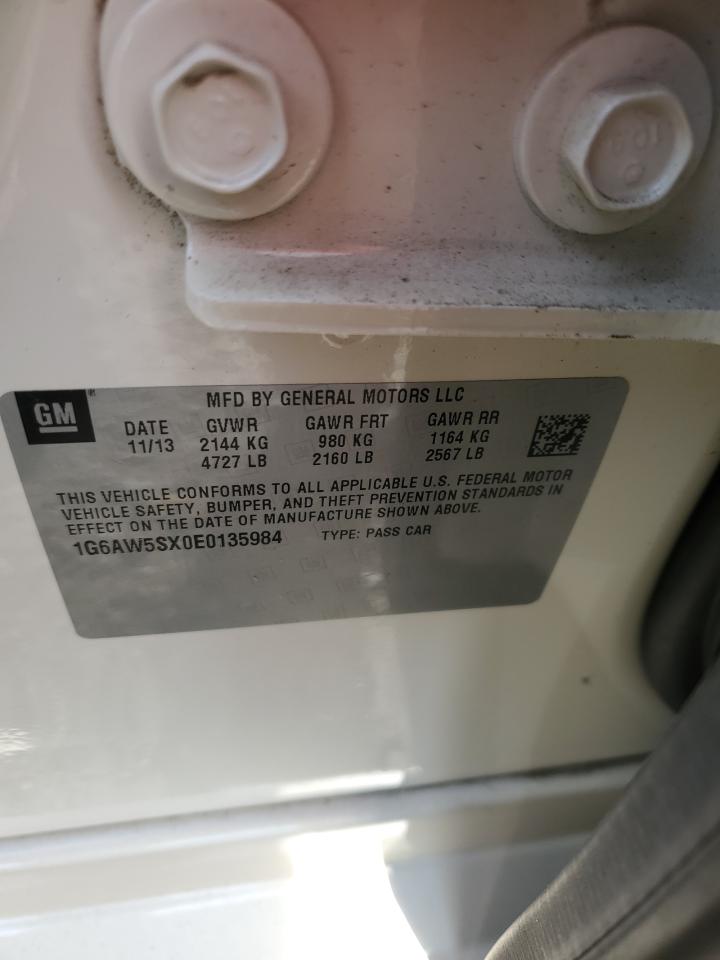 GM
MFD BY GENERAL MOTORS LLC
DATE GVWR GAWR FRT GAWR RR
11/13 2144 KG 980 KG 1164 KG
4727 LB 2160 LB 2567 LB
THIS VEHICLE CONFORMS TO ALL APPLICABLE U.S. FEDERAL MOTOR
VEHICLE SAFETY, BUMPER, AND THEFT PREVENTION STANDARDS IN
EFFECT ON THE DATE OF MANUFACTURE SHOWN ABOVE.
1G6AW5SX0E0135984 TYPE: PASS CAR